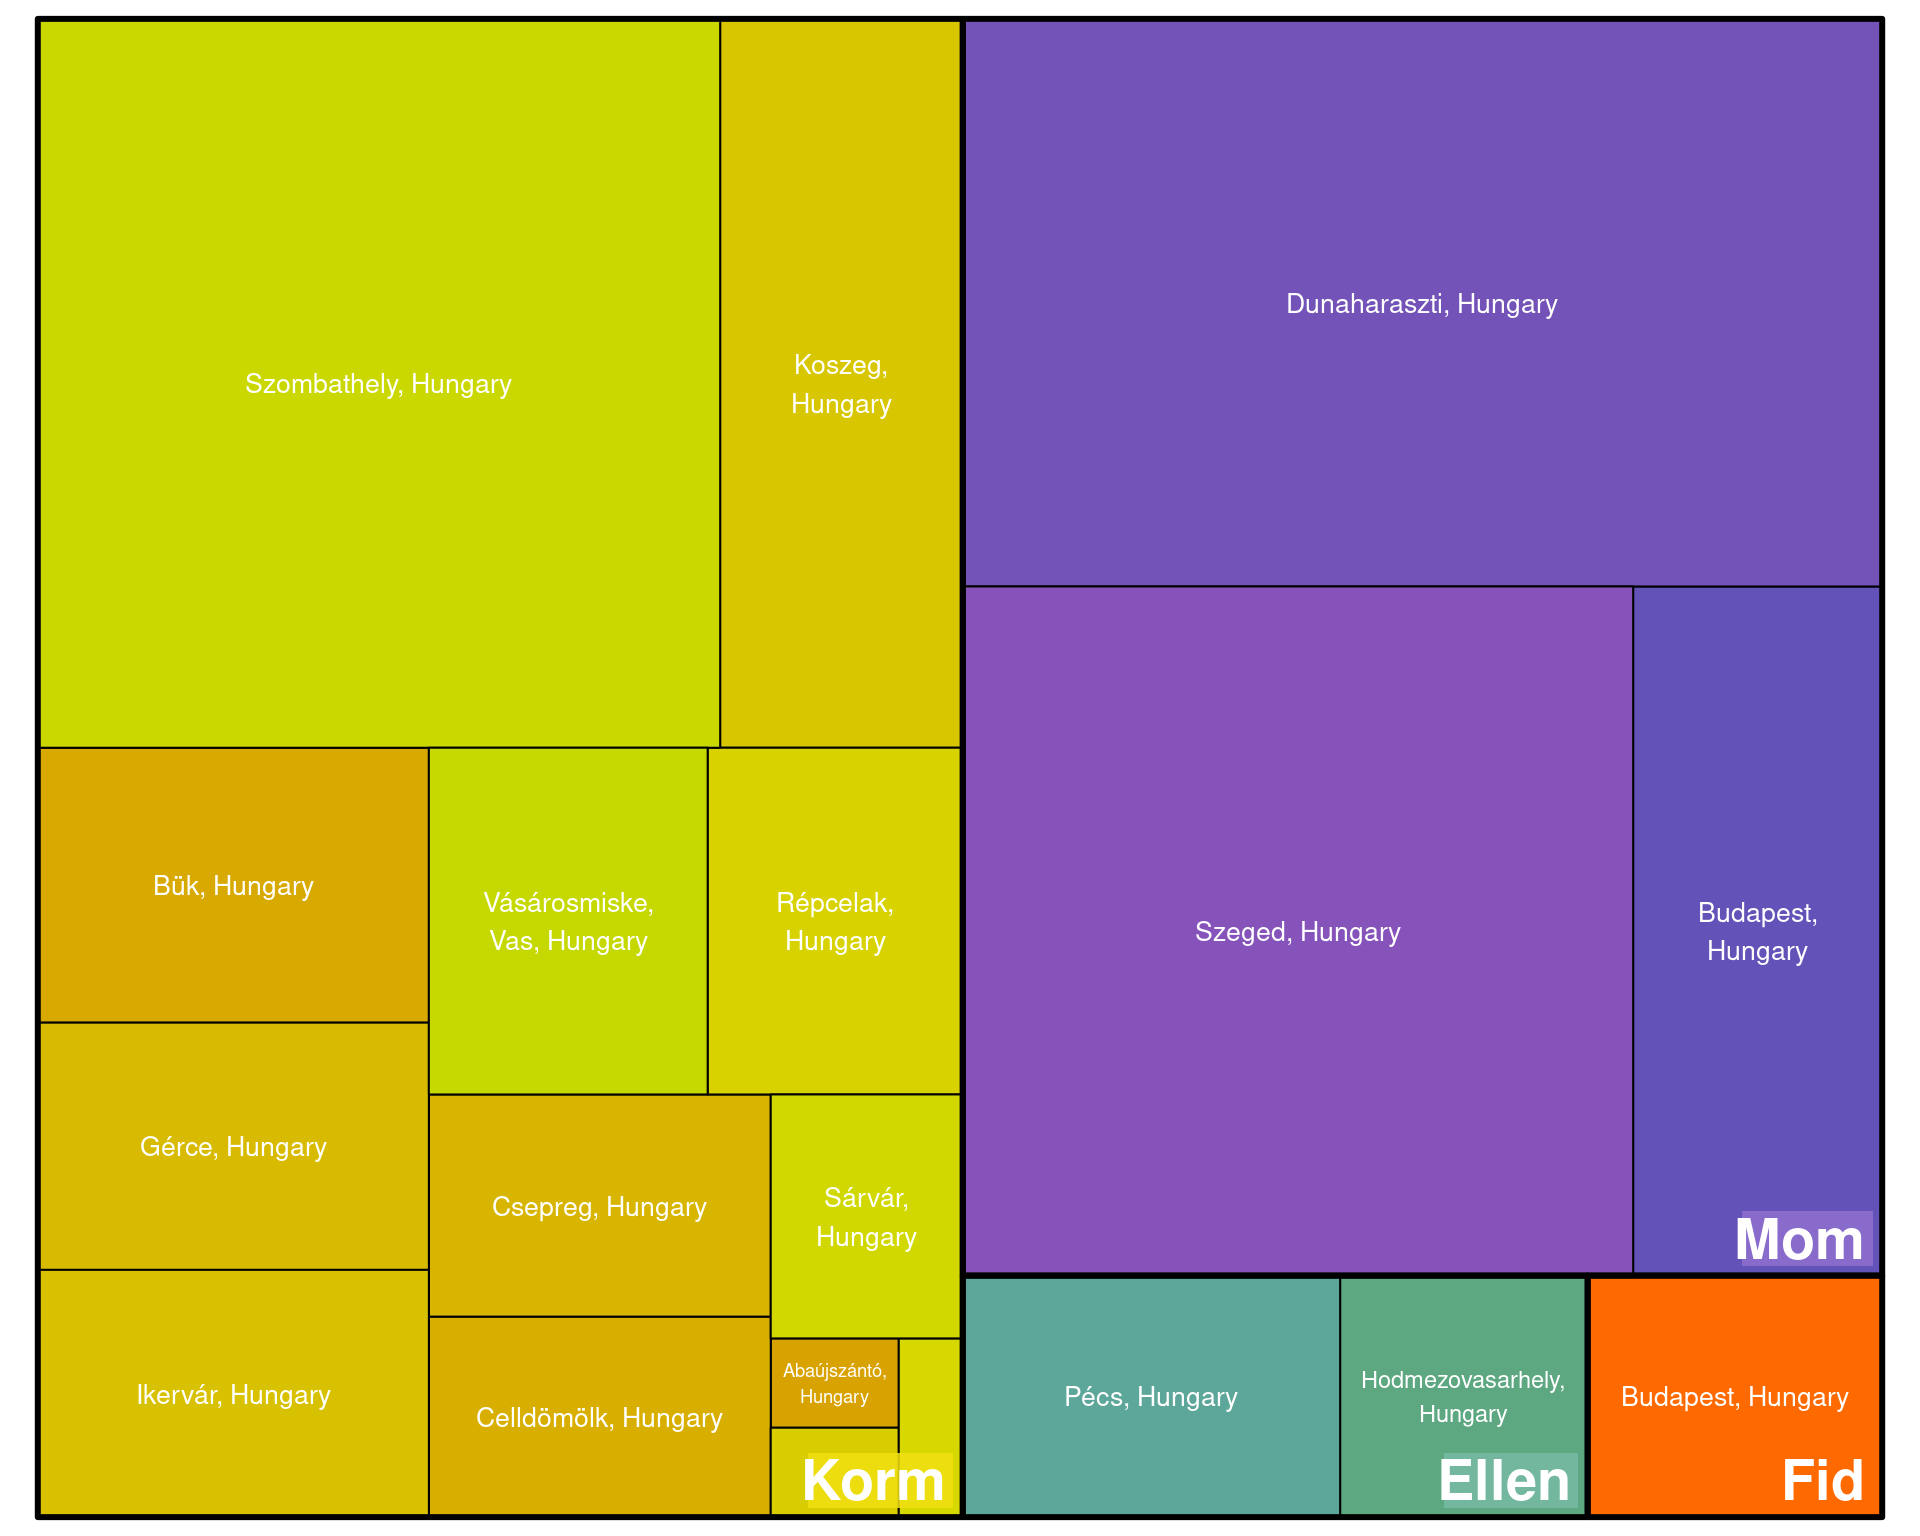 Szombathely, Hungary
Koszeg,
Hungary
Dunaharaszti, Hungary
Bük, Hungary
Vásárosmiske,
Vas, Hungary
Répcelak,
Hungary
Szeged, Hungary
Budapest,
Hungary
Gérce, Hungary
Csepreg, Hungary
Sárvár,
Hungary
Mom
Ikervár, Hungary
Celldömölk, Hungary
Abaújszántó,
Hungary
Korm
Pécs, Hungary
Hodmezovasarhely,
Hungary
Ellen
Budapest, Hungary
Fid